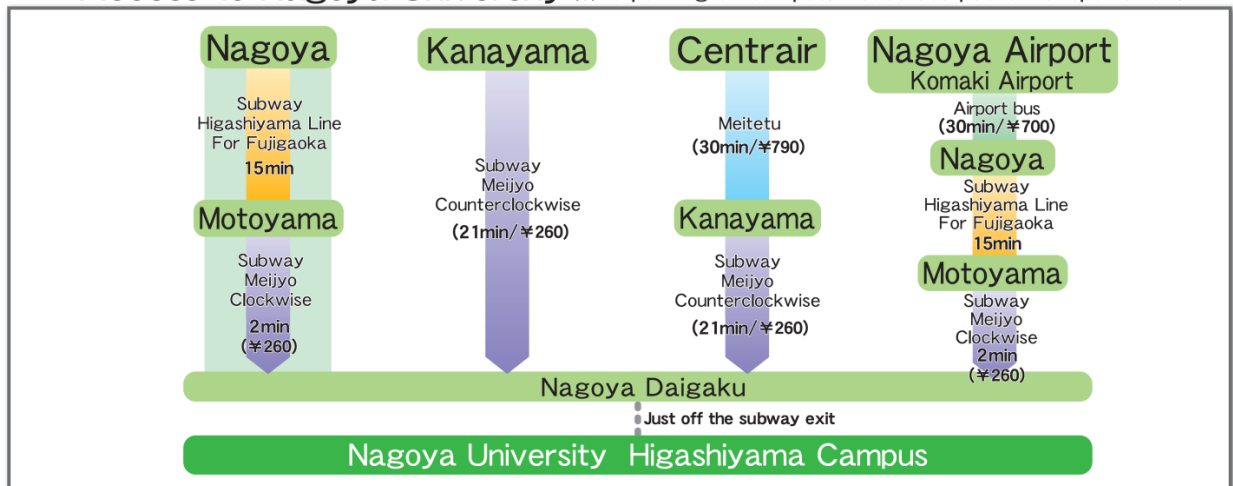 Nagoya
Subway
Higashiyama Line
For Fujigaoka
15min
Motoyama
Subway
Meijyo
Clockwise
2min
(¥260)
Kanayama
Subway
Meijyo
Counterclockwise
(21min/¥260)
Centrair
Meitetu
(30min/¥790)
Kanayama
Subway
Meijyo
Counterclockwise
(21min/¥260)
Nagoya Airport
Komaki Airport
Airport bus
(30min/¥700)
Nagoya
Subway
Higashiyama Line
For Fujigaoka
15min
Motoyama
Subway
Meijyo
Clockwise
2min
(¥260)
Nagoya Daigaku
Just off the subway exit
Nagoya University Higashiyama Campus